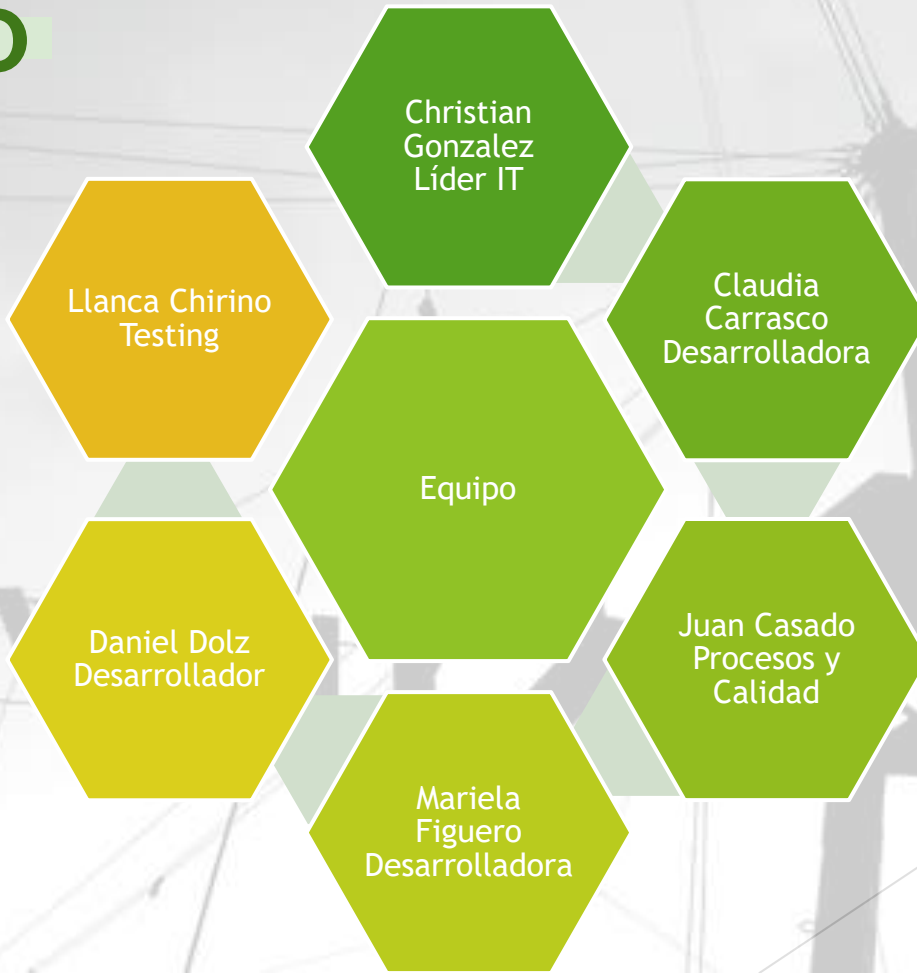 O
Christian
Gonzalez
Líder IT
Claudia
Carrasco
Desarrolladora
Juan Casado
Procesos y
Calidad
Mariela
Figuero
Desarrolladora
Daniel Dolz
Desarrollador
Llanca Chirino
Testing
Equipo